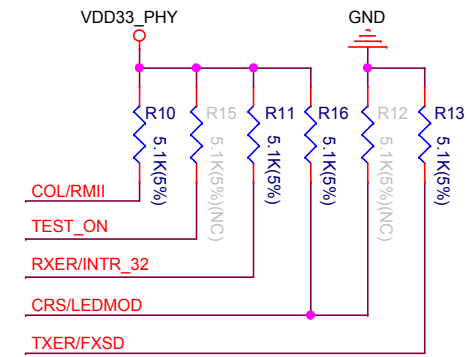 VDD33_PHY
GND
R10
R15
R11
R16
R12
R13
5.1K(5%)
5.1K(5%)(NC)
5.1K(5%)
5.1K(5%)
5.1K(5%)(NC)
5.1K(5%)
COL/RMII
TEST_ON
RXER/INTR_32
CRS/LEDMOD
TXER/FXSD